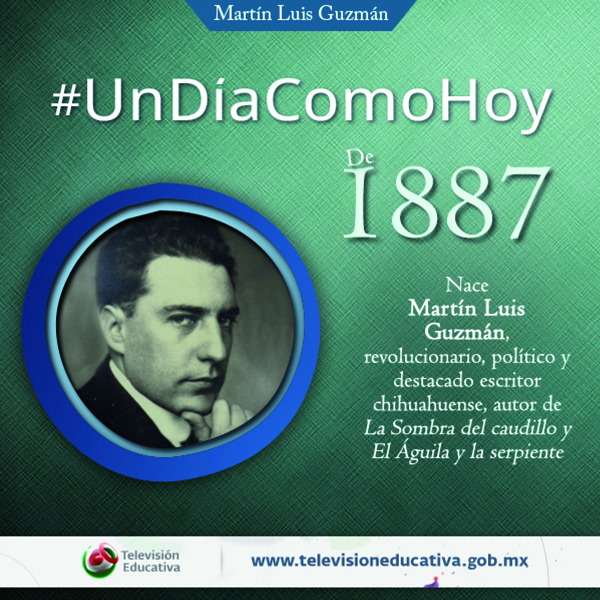 Martín Luis Guzmán
#UnDíaComoHoy
De
1887
Nace
Martín Luis
Guzmán,
revolucionario, político y
destacado escritor
chihuahuense, autor de
La Sombra del caudillo y
El Águila y la serpiente
Televisión
Educativa
www.televisioneducativa.gob.mx